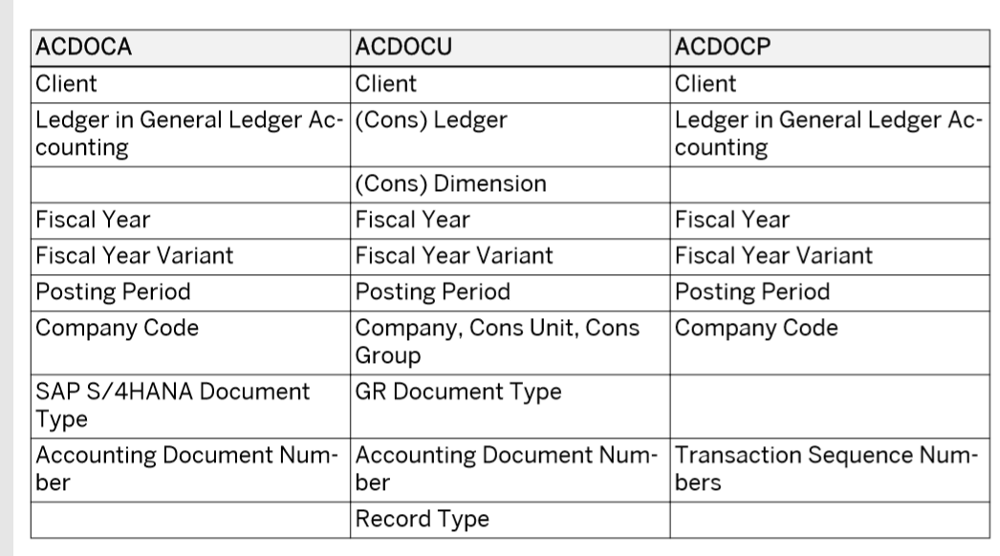 ACDOCA ACDOCU ACDOCP
Client Client Client
Ledger in General Ledger Ac- (Cons) Ledger Ledger in General Ledger Ac-
counting counting
(Cons) Dimension
Fiscal Year Fiscal Year Fiscal Year
Fiscal Year Variant Fiscal Year Variant Fiscal Year Variant
Posting Period Posting Period Posting Period
Company Code Company, Cons Unit, Cons Company Code
Group
SAP S/4HANA Document GR Document Type
Type
Accounting Document Num- Accounting Document Num- Transaction Sequence Num-
ber ber bers
Record Type